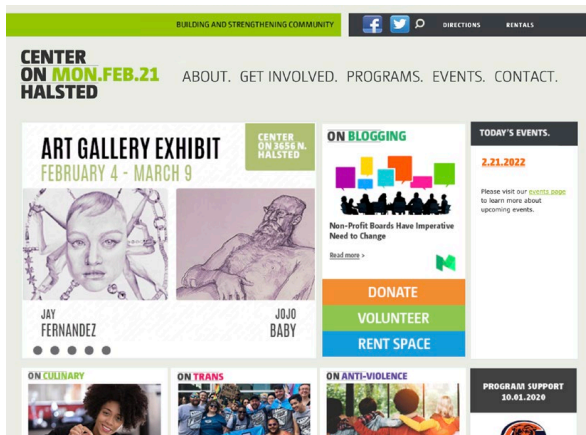 BUILDING AND STRENGTHENING COMMUNITY
DIRECTIONS
RENTALS
CENTER
ON MON.FEB.21
HALSTED
ABOUT. GET INVOLVED. PROGRAMS. EVENTS. CONTACT.
ART GALLERY EXHIBIT
FEBRUARY 4 - MARCH 9
CENTER
ON 3656 N.
HALSTED
JAY
FERNANDEZ
JOJO
BABY
ON BLOGGING
Non-Profit Boards Have Imperative
Need to Change
Read more >
DONATE
VOLUNTEER
RENT SPACE
TODAY'S EVENTS.
2.21.2022
Please visit our events page
to learn more about
upcoming events.
ON CULINARY
ON TRANS
ON ANTI-VIOLENCE
PROGRAM SUPPORT
10.01.2020